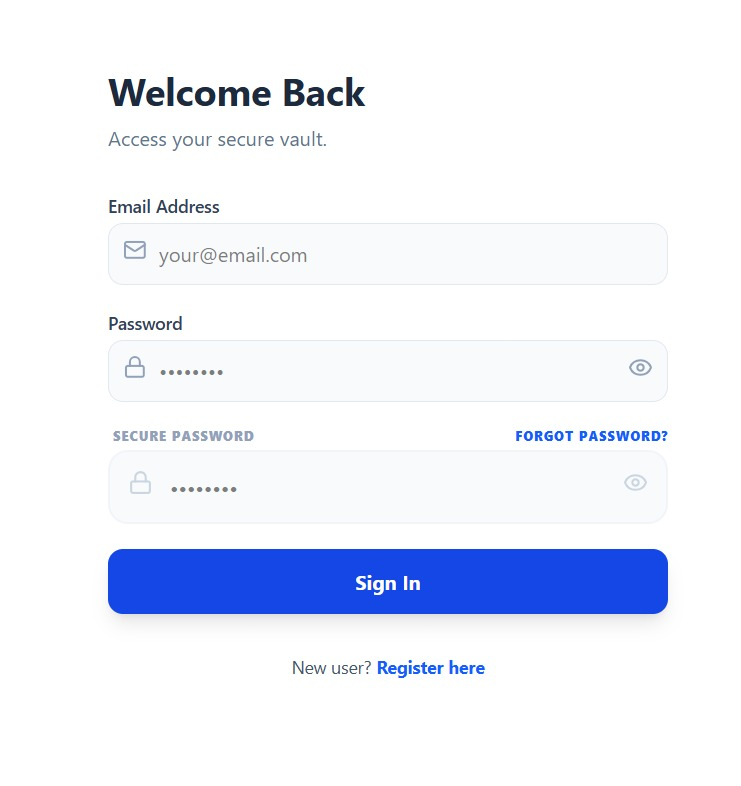 Welcome Back
Access your secure vault.
Email Address
your@email.com
Password
••••••••
SECURE PASSWORD FORGOT PASSWORD?
••••••••
Sign In
New user? Register here